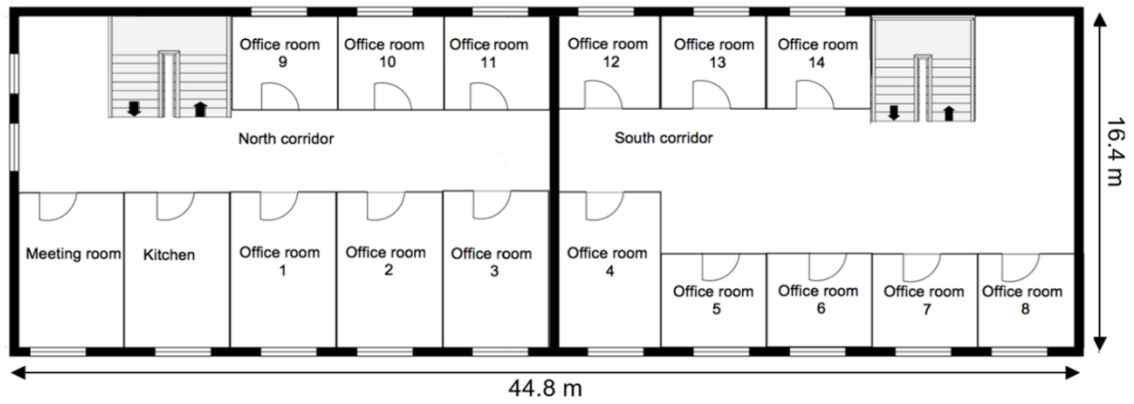 Office room
9
Office room
10
Office room
11
Office room
12
Office room
13
Office room
14
North corridor
South corridor
16.4 m
Meeting room
Kitchen
Office room
1
Office room
2
Office room
3
Office room
4
Office room
5
Office room
6
Office room
7
Office room
8
44.8 m